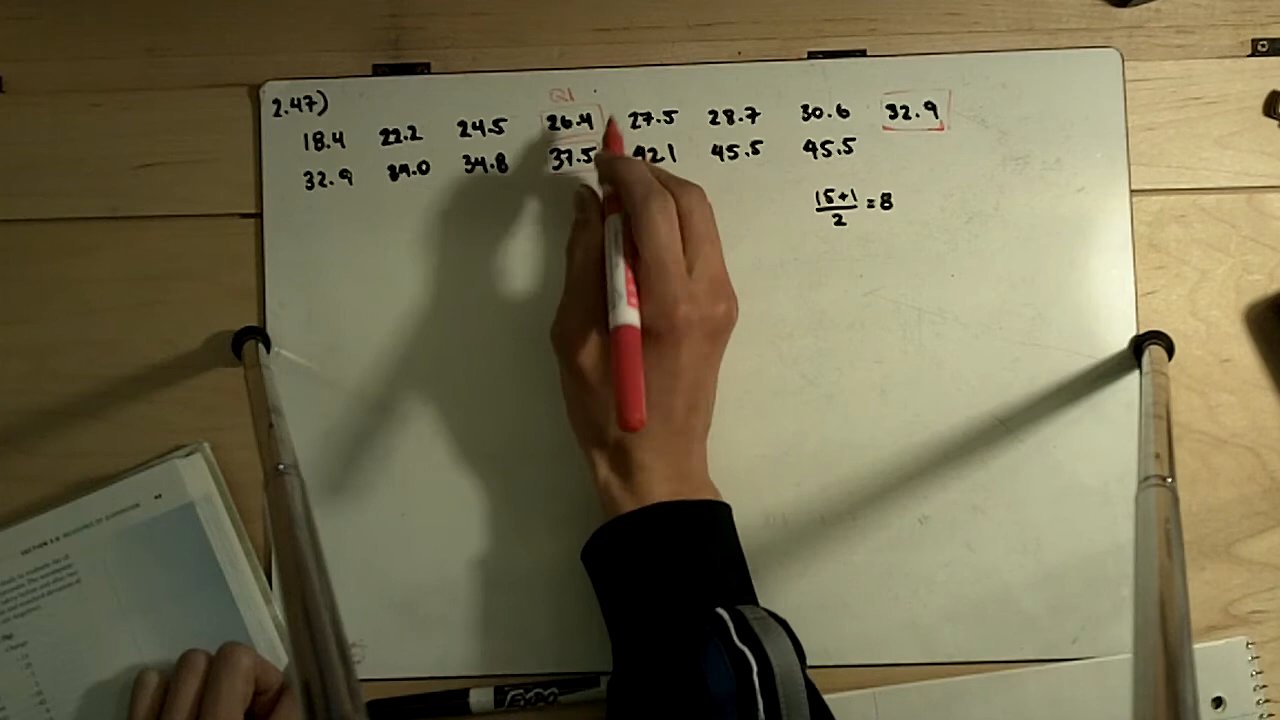 2.47)
Q1
18.4 22.2 24.5 26.4 27.5 28.7 30.6 32.9
32.9 34.0 34.8 37.5 42.1 45.5 45.5
15+1
2
= 8
EXPO